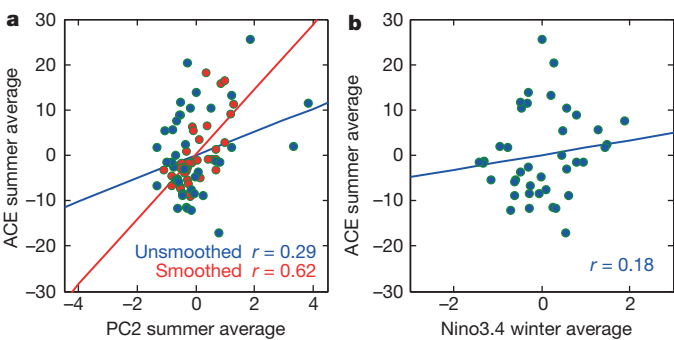 a
30
20
10
0
−10
−20
−30
ACE summer average
Unsmoothed r = 0.29
Smoothed r = 0.62
−4 −2 0 2 4
PC2 summer average
b
30
20
10
0
−10
−20
−30
ACE summer average
r = 0.18
−2 0 2
Nino3.4 winter average